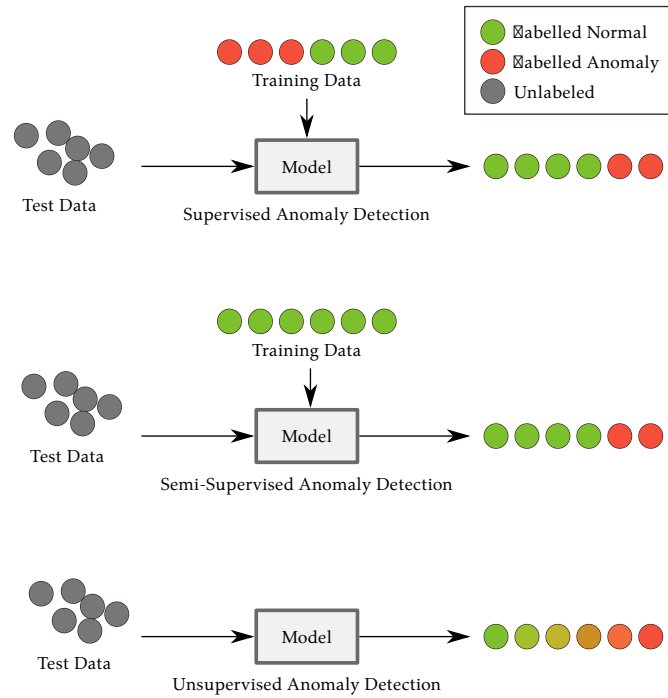 ☒abelled Normal
☒abelled Anomaly
Unlabeled
Training Data
Model
Test Data
Supervised Anomaly Detection
Training Data
Model
Test Data
Semi-Supervised Anomaly Detection
Model
Test Data
Unsupervised Anomaly Detection